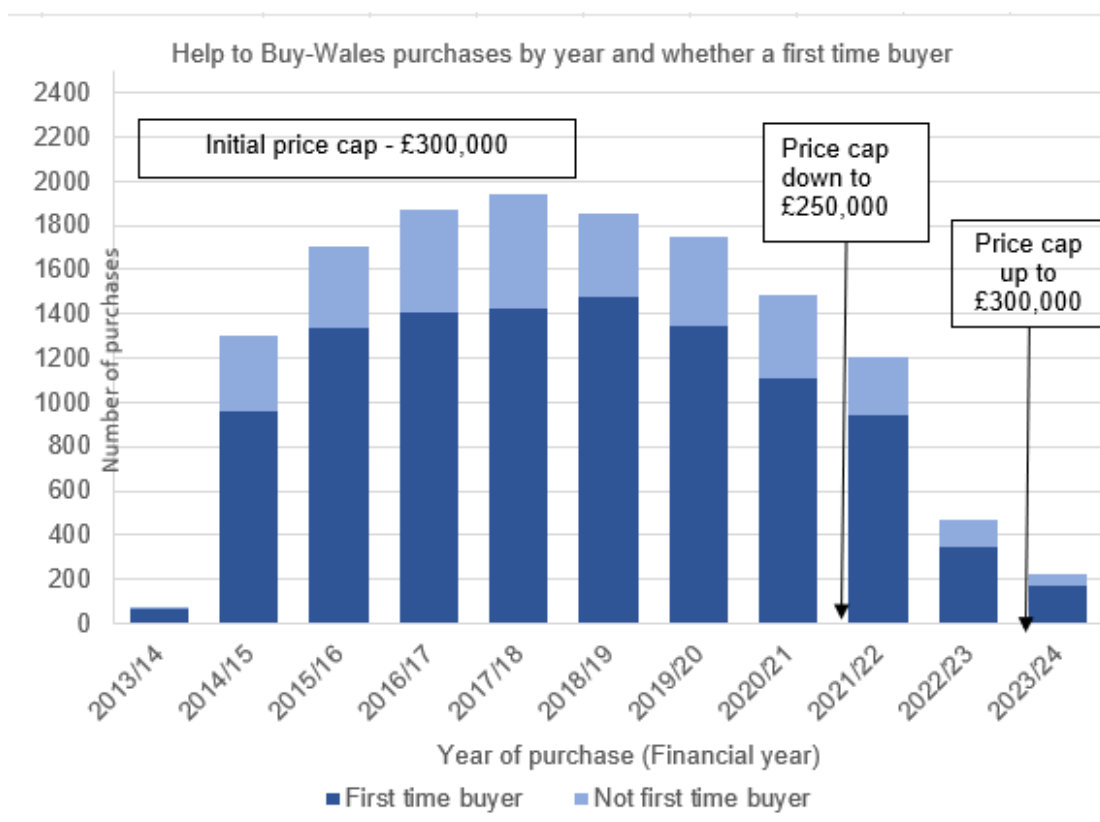 Help to Buy-Wales purchases by year and whether a first time buyer
2400
2200
2000
1800
1600
1400
1200
1000
800
600
400
200
0
Number of purchases
Initial price cap - £300,000
Price cap
down to
£250,000
Price cap
up to
£300,000
2013/14
2014/15
2015/16
2016/17
2017/18
2018/19
2019/20
2020/21
2021/22
2022/23
2023/24
Year of purchase (Financial year)
First time buyer
Not first time buyer